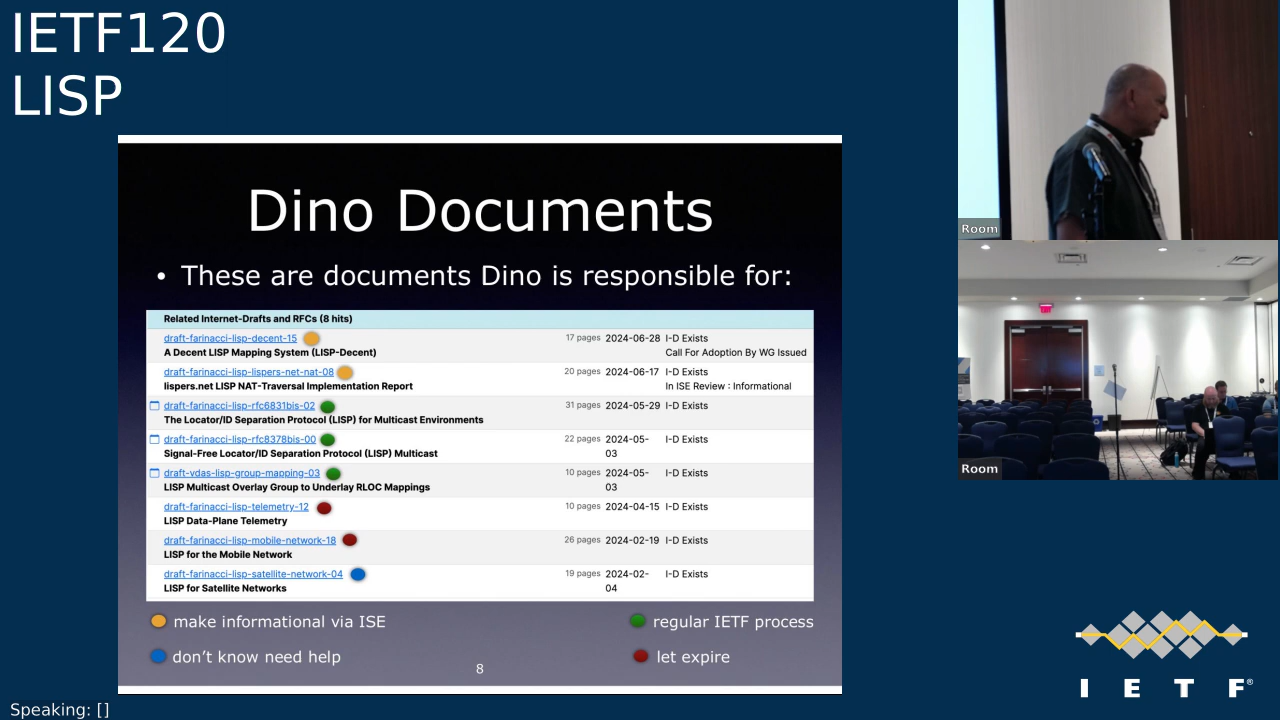 IETF120
LISP
Dino Documents
• These are documents Dino is responsible for:
Related Internet-Drafts and RFCs (8 hits)
draft-farinacci-lisp-decent-15 17 pages 2024-06-28 I-D Exists
A Decent LISP Mapping System (LISP-Decent) Call For Adoption By WG Issued
draft-farinacci-lisp-lispers-net-nat-08 20 pages 2024-06-17 I-D Exists
lispers.net LISP NAT-Traversal Implementation Report In ISE Review : Informational
draft-farinacci-lisp-rfc6831bis-02 31 pages 2024-05-29 I-D Exists
The Locator/ID Separation Protocol (LISP) for Multicast Environments
draft-farinacci-lisp-rfc8378bis-00 22 pages 2024-05- I-D Exists
Signal-Free Locator/ID Separation Protocol (LISP) Multicast 03
draft-vdas-lisp-group-mapping-03 10 pages 2024-05- I-D Exists
LISP Multicast Overlay Group to Underlay RLOC Mappings 03
draft-farinacci-lisp-telemetry-12 10 pages 2024-04-15 I-D Exists
LISP Data-Plane Telemetry
draft-farinacci-lisp-mobile-network-18 26 pages 2024-02-19 I-D Exists
LISP for the Mobile Network
draft-farinacci-lisp-satellite-network-04 19 pages 2024-02- I-D Exists
LISP for Satellite Networks 04
make informational via ISE regular IETF process
don't know need help let expire
8
Room
Room
I E T F®
Speaking: []